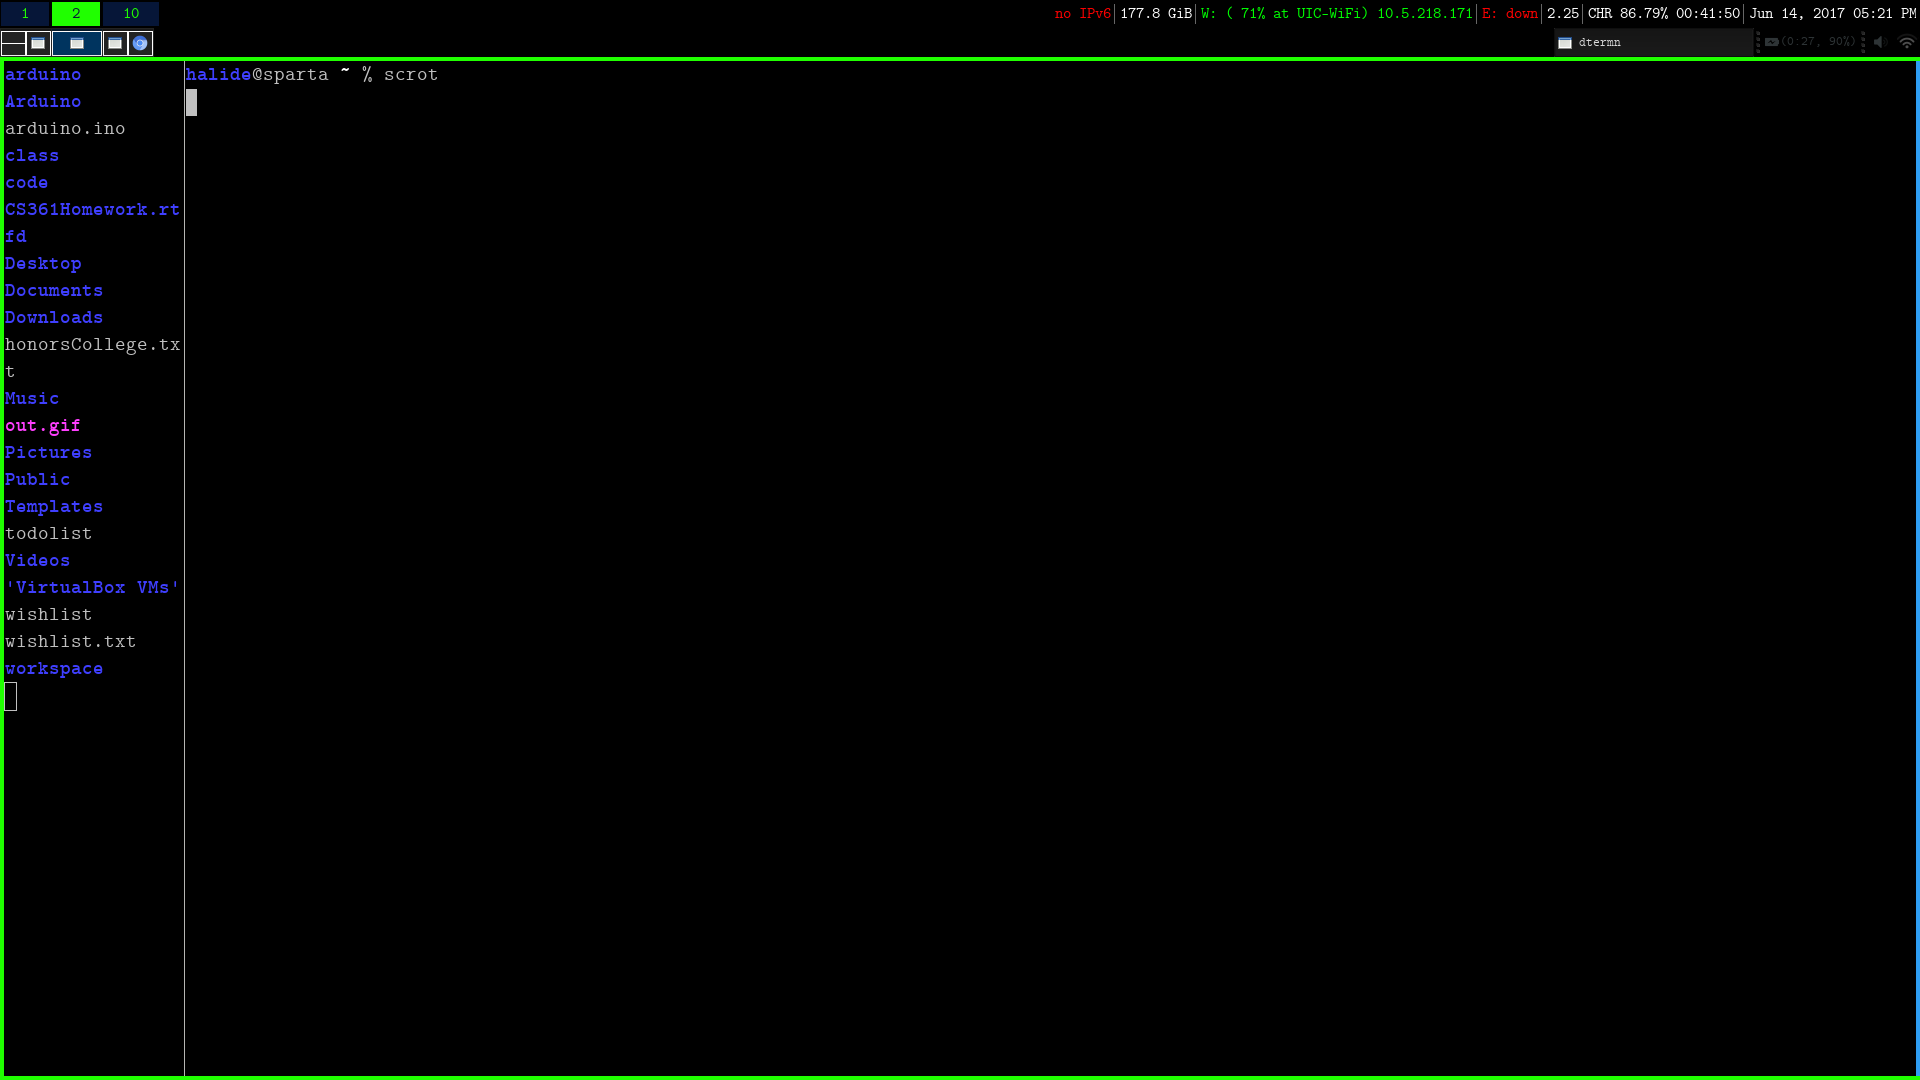 1 2 10
no IPv6|177.8 GiB|W: ( 71% at UIC-WiFi) 10.5.218.171|E: down|2.25|CHR 86.79% 00:41:50|Jun 14, 2017 05:21 PM
dtermn
(0:27, 90%)
arduino
Arduino
arduino.ino
class
code
CS361Homework.rt
fd
Desktop
Documents
Downloads
honorsCollege.tx
t
Music
out.gif
Pictures
Public
Templates
todolist
Videos
'VirtualBox VMs'
wishlist
wishlist.txt
workspace
halide@sparta ~ % scrot